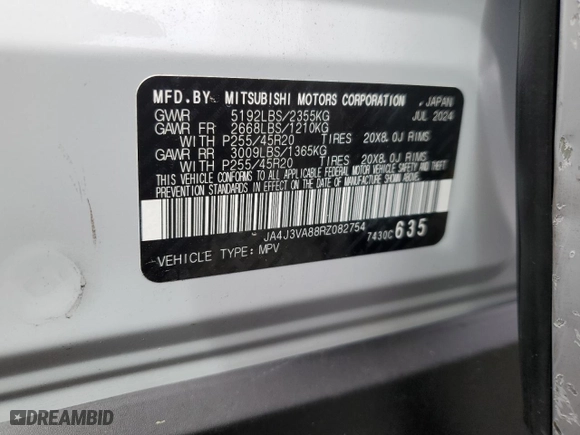 MFD.BY MITSUBISHI MOTORS CORPORATION JAPAN
GVWR 5192LBS/2355KG JUL 2024
GAWR FR 2668LBS/1210KG
WITH P255/45R20 TIRES 20X8.0J RIMS
GAWR RR 3009LBS/1365KG
WITH P255/45R20 TIRES 20X8.0J RIMS
THIS VEHICLE CONFORMS TO ALL APPLICABLE FEDERAL MOTOR VEHICLE SAFETY AND THEFT
PREVENTION STANDARDS IN EFFECT ON THE DATE OF MANUFACTURE SHOWN ABOVE.
JA4J3VA88RZ082754 7430C 635
VEHICLE TYPE: MPV
DREAMBID